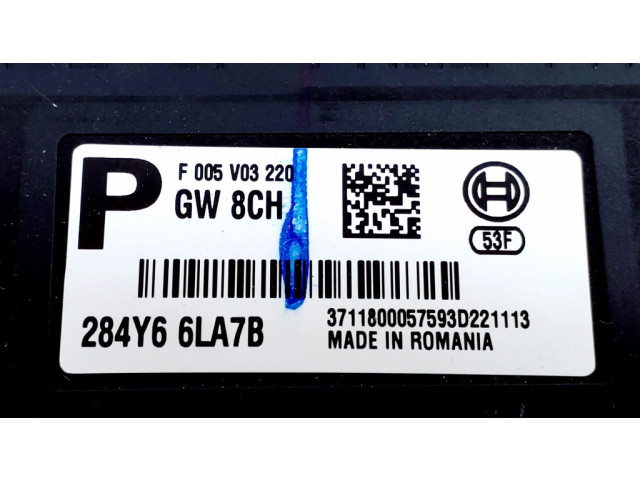 P
F 005 V03 220
GW 8CH
53F
284Y6 6LA7B
3711800057593D221113
MADE IN ROMANIA